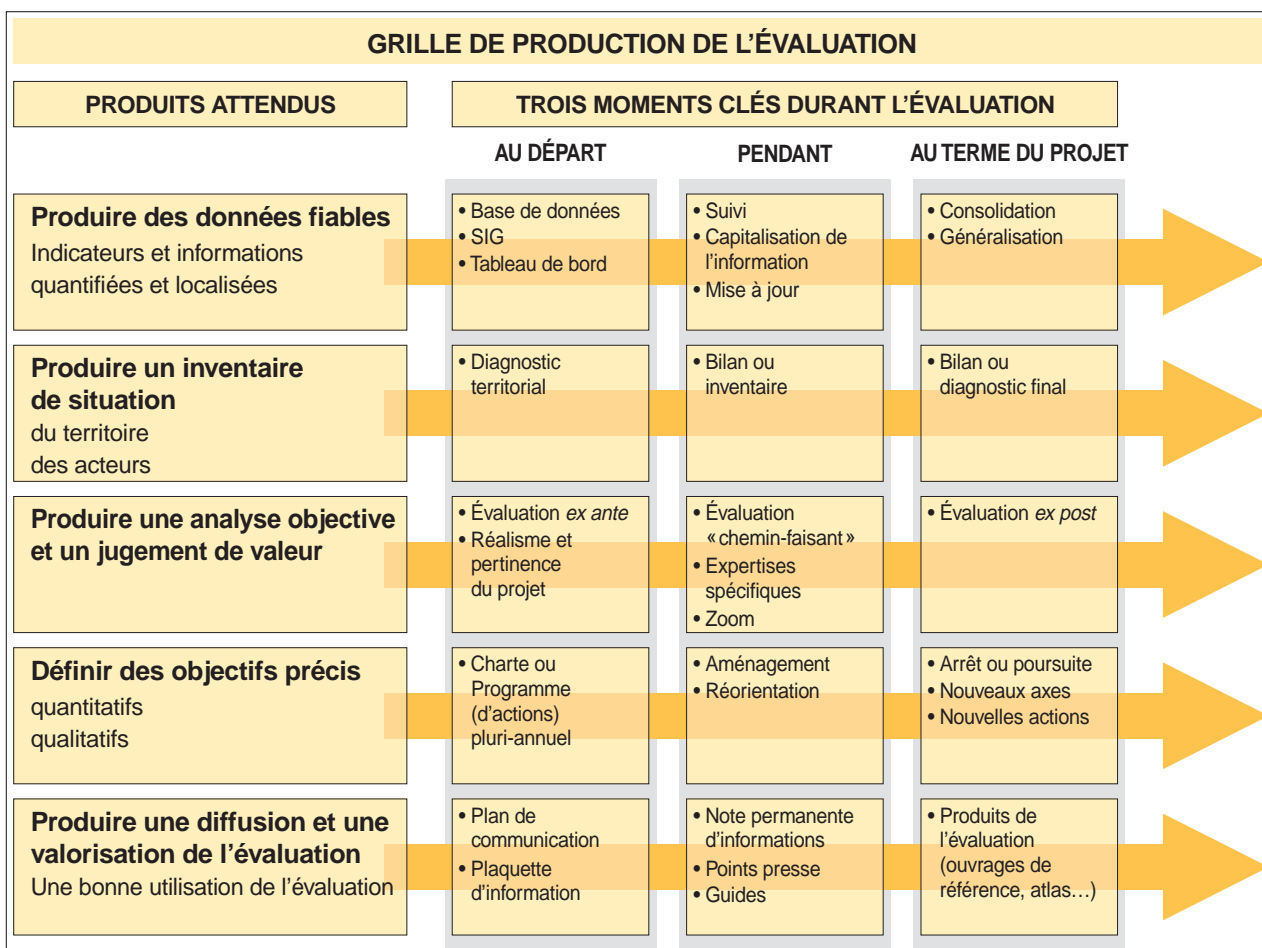 GRILLE DE PRODUCTION DE L'ÉVALUATION
PRODUITS ATTENDUS
TROIS MOMENTS CLÉS DURANT L'ÉVALUATION
AU DÉPART
PENDANT
AU TERME DU PROJET
Produire des données fiables
Indicateurs et informations
quantifiées et localisées
• Base de données
• SIG
• Tableau de bord
• Suivi
• Capitalisation de
l'information
• Mise à jour
• Consolidation
• Généralisation
Produire un inventaire
de situation
du territoire
des acteurs
• Diagnostic
territorial
• Bilan ou
inventaire
• Bilan ou
diagnostic final
Produire une analyse objective
et un jugement de valeur
• Évaluation ex ante
• Réalisme et
pertinence
du projet
• Évaluation
« chemin-faisant »
• Expertises
spécifiques
• Zoom
• Évaluation ex post
Définir des objectifs précis
quantitatifs
qualitatifs
• Charte ou
Programme
(d'actions)
pluri-annuel
• Aménagement
• Réorientation
• Arrêt ou poursuite
• Nouveaux axes
• Nouvelles actions
Produire une diffusion et une
valorisation de l'évaluation
Une bonne utilisation de l'évaluation
• Plan de
communication
• Plaquette
d'information
• Note permanente
d'informations
• Points presse
• Guides
• Produits de
l'évaluation
(ouvrages de
référence, atlas…)